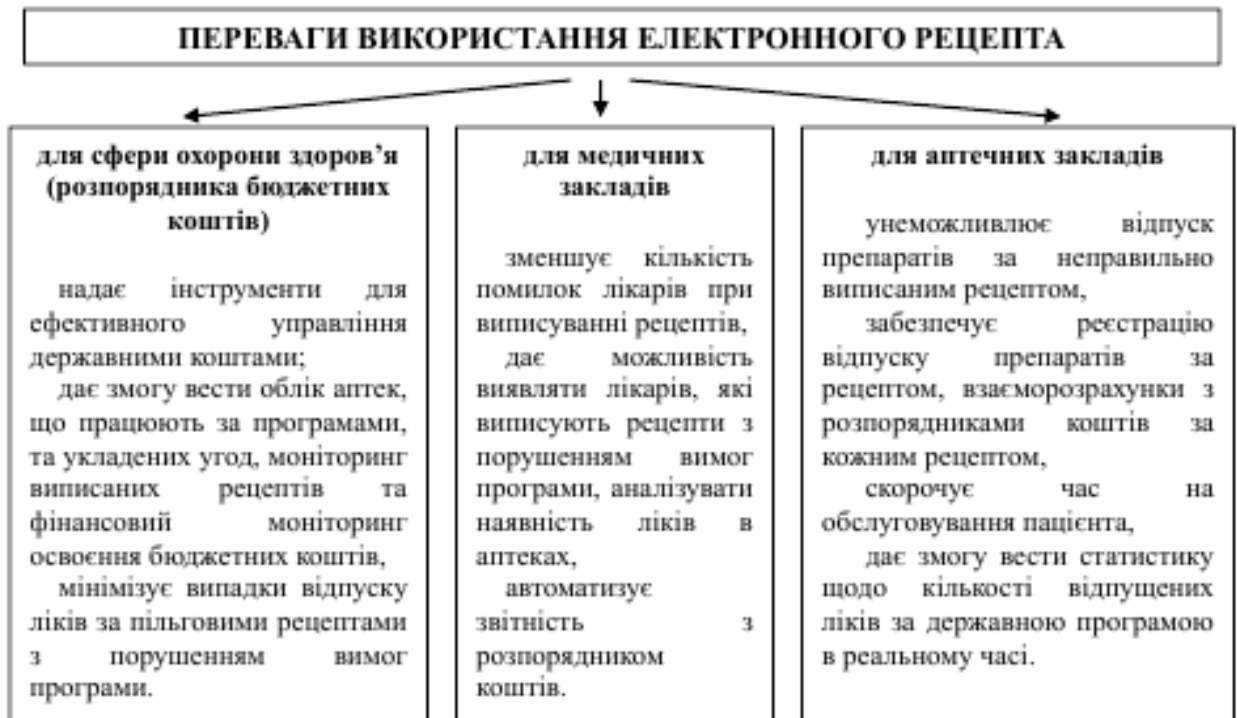 ПЕРЕВАГИ ВИКОРИСТАННЯ ЕЛЕКТРОННОГО РЕЦЕПТА
для сфери охорони здоров’я
(розпорядника бюджетних
коштів)
надає інструменти для
ефективного управління
державними коштами;
дає змогу вести облік аптек,
що працюють за програмами,
та укладених угод, моніторинг
виписаних рецептів та
фінансовий моніторинг
освоєння бюджетних коштів,
мінімізує випадки відпуску
ліків за пільговими рецептами
з порушенням вимог
програми.
для медичних
закладів
зменшує кількість
помилок лікарів при
виписуванні рецептів,
дає можливість
виявляти лікарів, які
виписують рецепти з
порушенням вимог
програми, аналізувати
наявність ліків в
аптеках,
автоматизує
звітність з
розпорядником
коштів.
для аптечних закладів
унеможливлює відпуск
препаратів за неправильно
виписаним рецептом,
забезпечує реєстрацію
відпуску препаратів за
рецептом, взаєморозрахунки з
розпорядниками коштів за
кожним рецептом,
скорочує час на
обслуговування пацієнта,
дає змогу вести статистику
щодо кількості відпущених
ліків за державною програмою
в реальному часі.